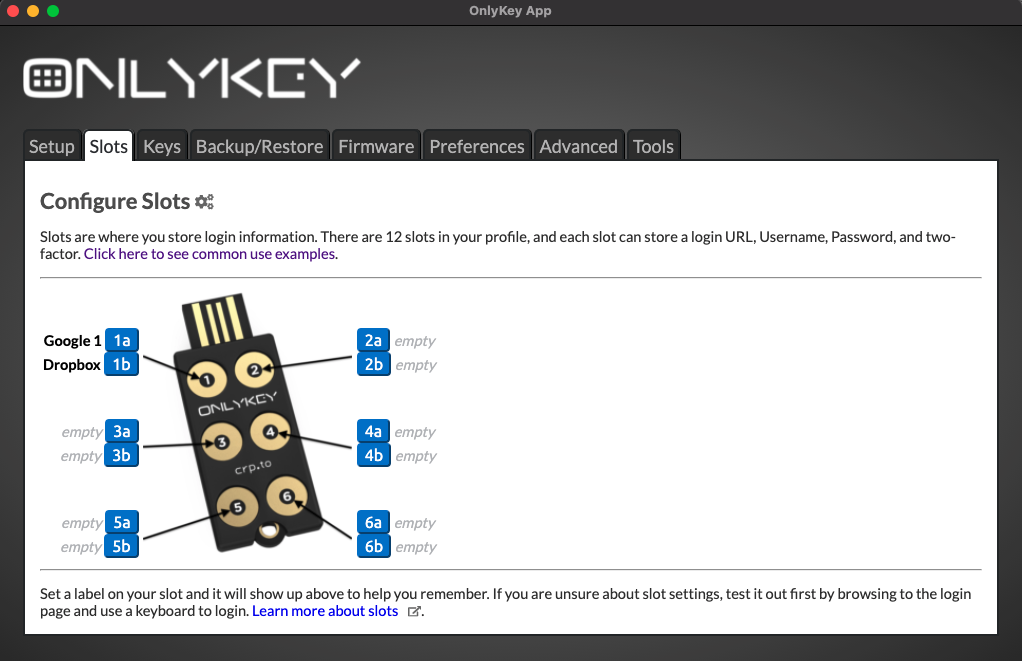 OnlyKey App
ONLYKEY
Setup Slots Keys Backup/Restore Firmware Preferences Advanced Tools
Configure Slots
Slots are where you store login information. There are 12 slots in your profile, and each slot can store a login URL, Username, Password, and two-
factor. Click here to see common use examples.
Google 1 1a
Dropbox 1b
2a empty
2b empty
1 2
ONLYKEY
empty 3a
empty 3b
4a empty
4b empty
3 4
crp.to
empty 5a
empty 5b
6a empty
6b empty
5 6
Set a label on your slot and it will show up above to help you remember. If you are unsure about slot settings, test it out first by browsing to the login
page and use a keyboard to login. Learn more about slots .